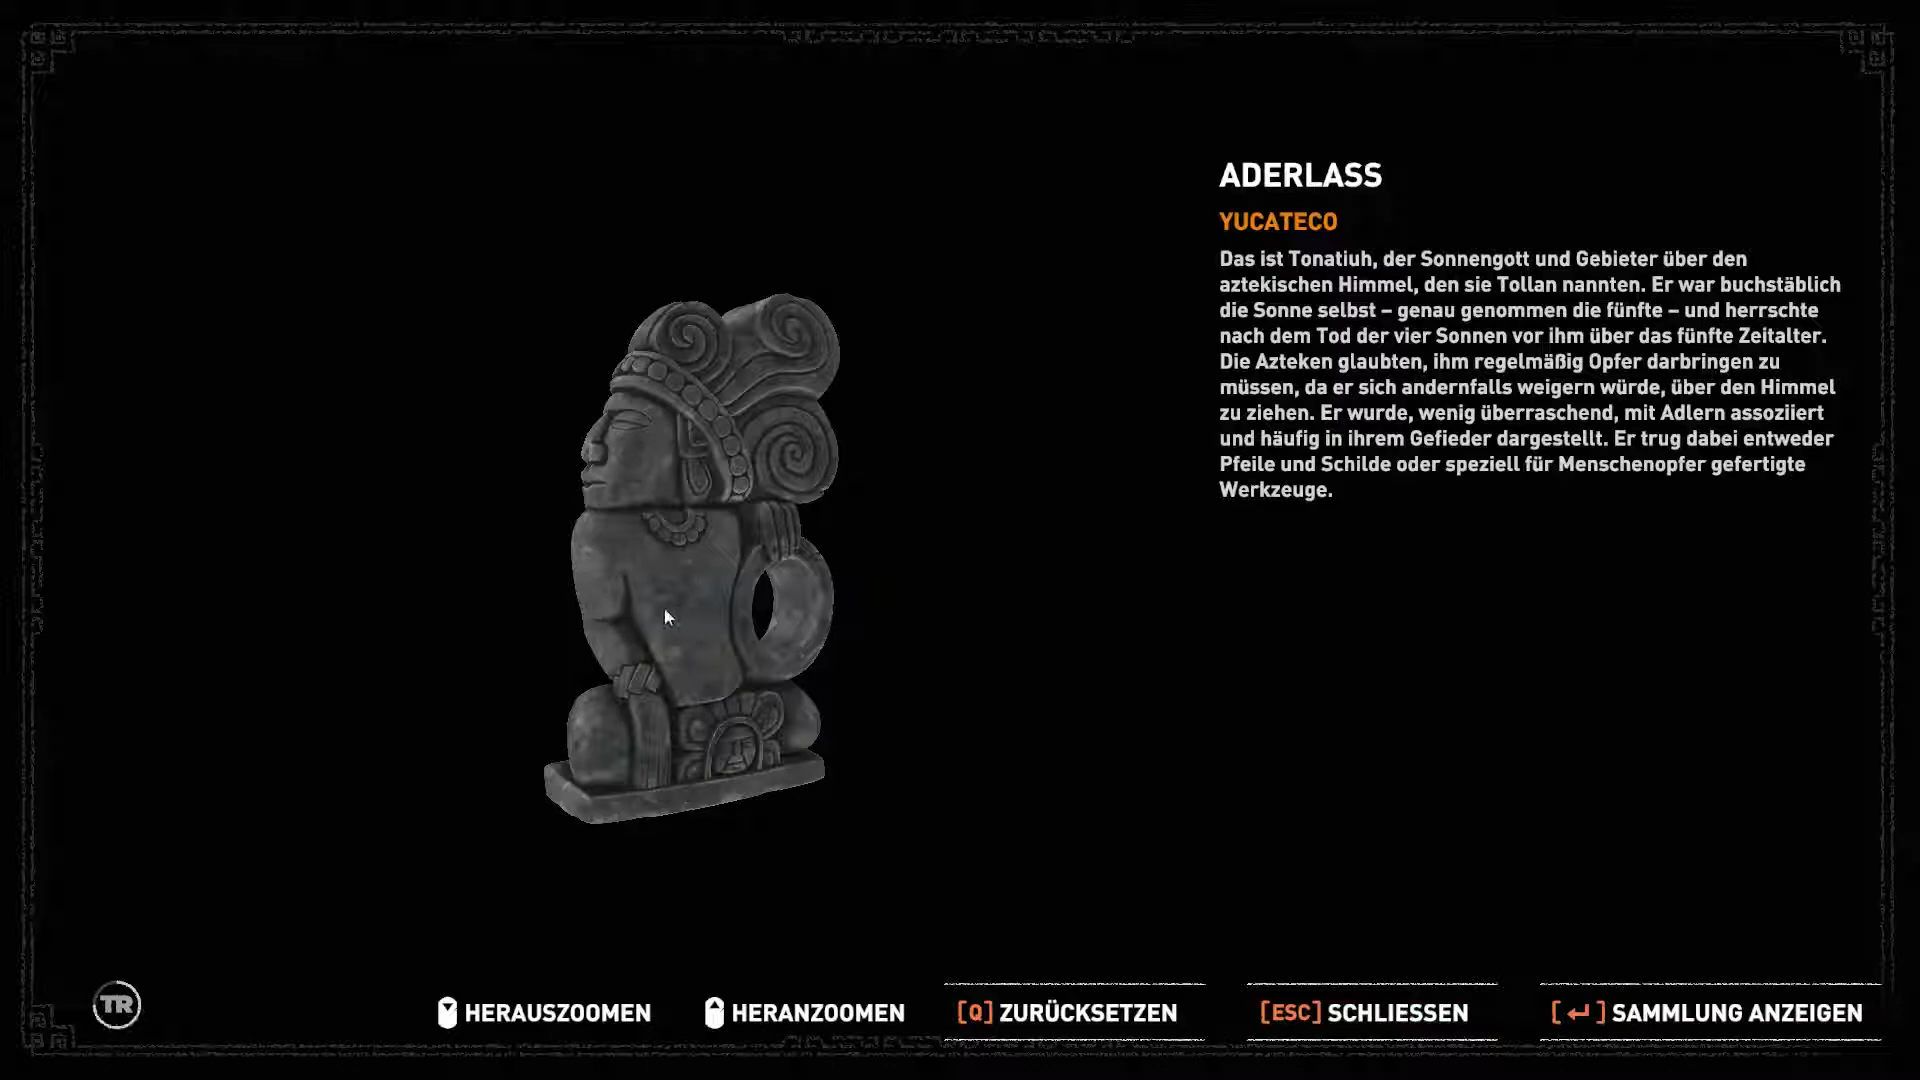 ADERLASS
YUCATECO
Das ist Tonatiuh, der Sonnengott und Gebieter über den
aztekischen Himmel, den sie Tollan nannten. Er war buchstäblich
die Sonne selbst – genau genommen die fünfte – und herrschte
nach dem Tod der vier Sonnen vor ihm über das fünfte Zeitalter.
Die Azteken glaubten, ihm regelmäßig Opfer darbringen zu
müssen, da er sich andernfalls weigern würde, über den Himmel
zu ziehen. Er wurde, wenig überraschend, mit Adlern assoziiert
und häufig in ihrem Gefieder dargestellt. Er trug dabei entweder
Pfeile und Schilde oder speziell für Menschenopfer gefertigte
Werkzeuge.
TR
HERAUSZOOMEN
HERANZOOMEN
[Q] ZURÜCKSETZEN
[ESC] SCHLIESSEN
[↵] SAMMLUNG ANZEIGEN